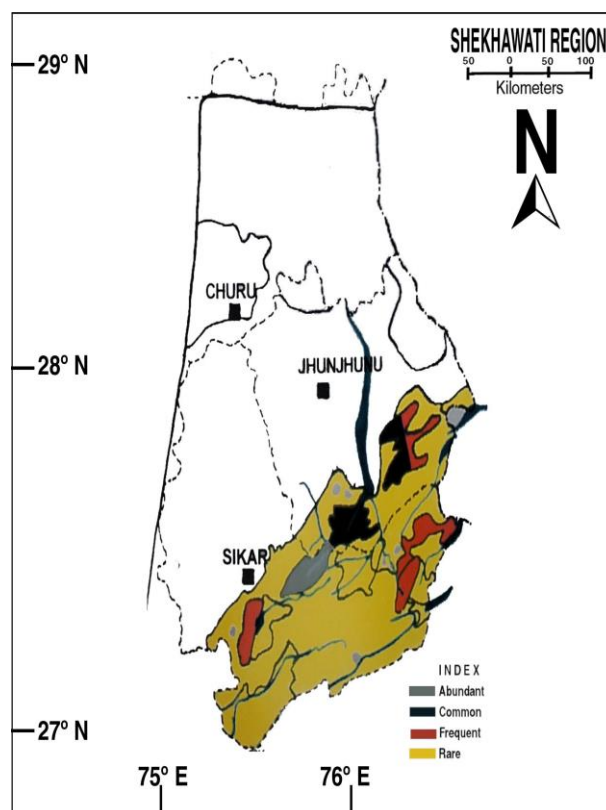 SHEKHAWATI REGION
50 0 50 100
Kilometers
N
29° N
CHURU
28° N
JHUNJHUNU
SIKAR
INDEX
Abundant
Common
Frequent
Rare
27° N
75° E 76° E